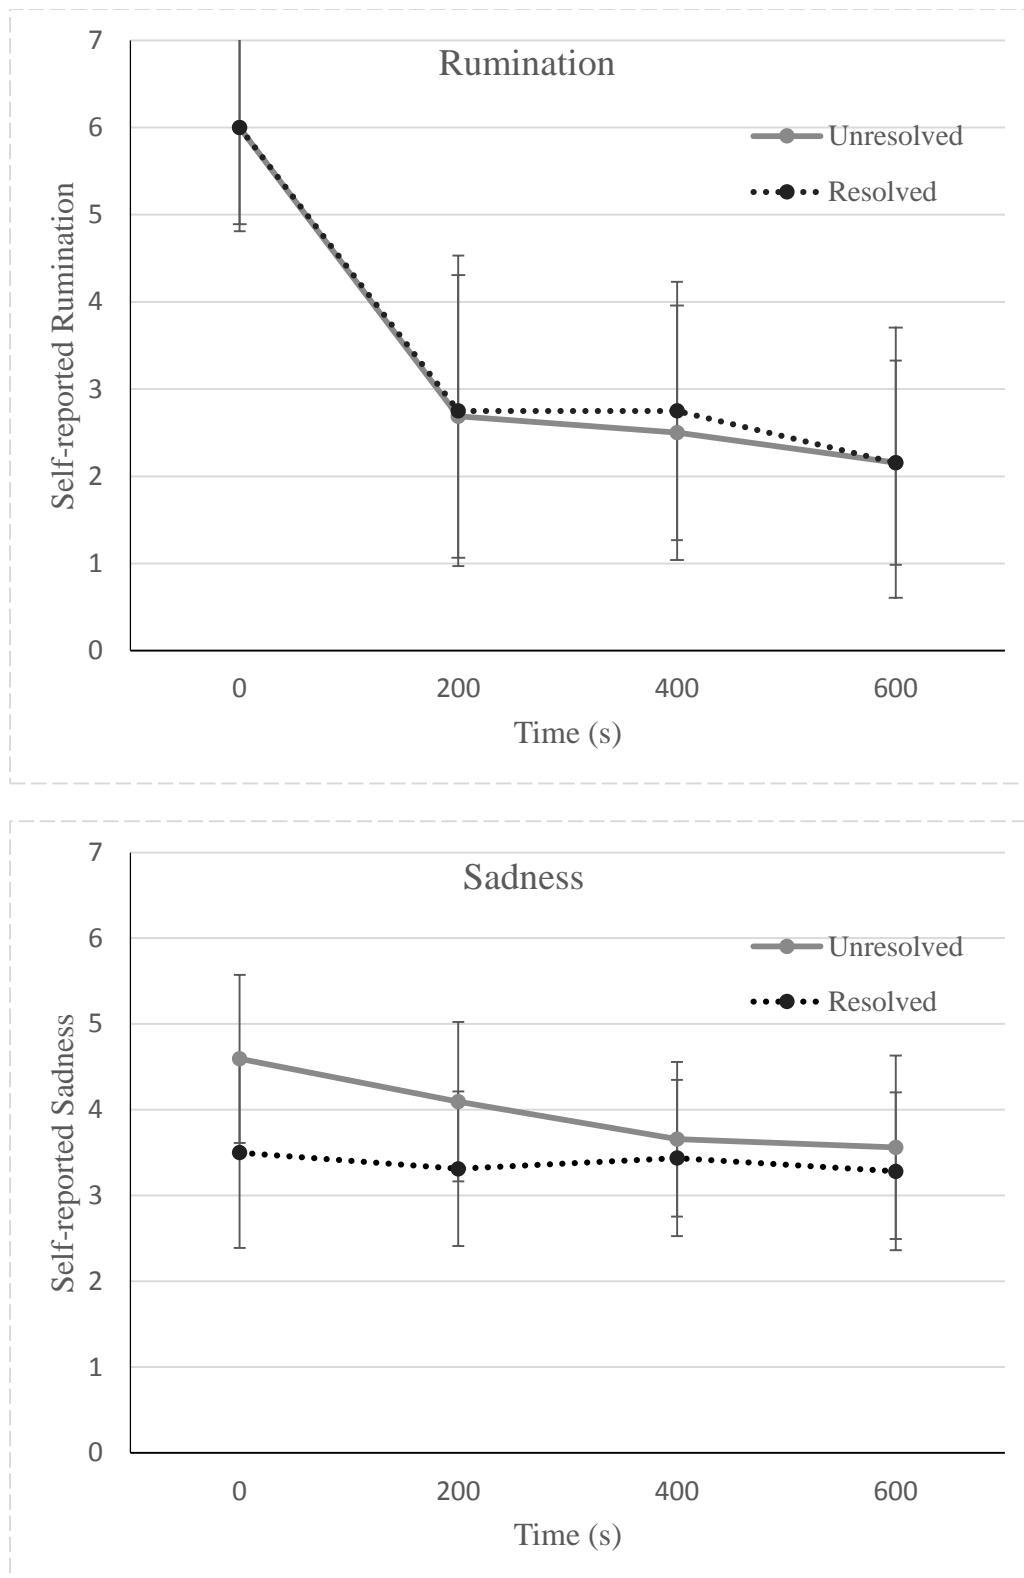 Rumination
7
6
5
4
3
2
1
0
Self-reported Rumination
Unresolved
Resolved
0 200 400 600
Time (s)
Sadness
7
6
5
4
3
2
1
0
Self-reported Sadness
Unresolved
Resolved
0 200 400 600
Time (s)